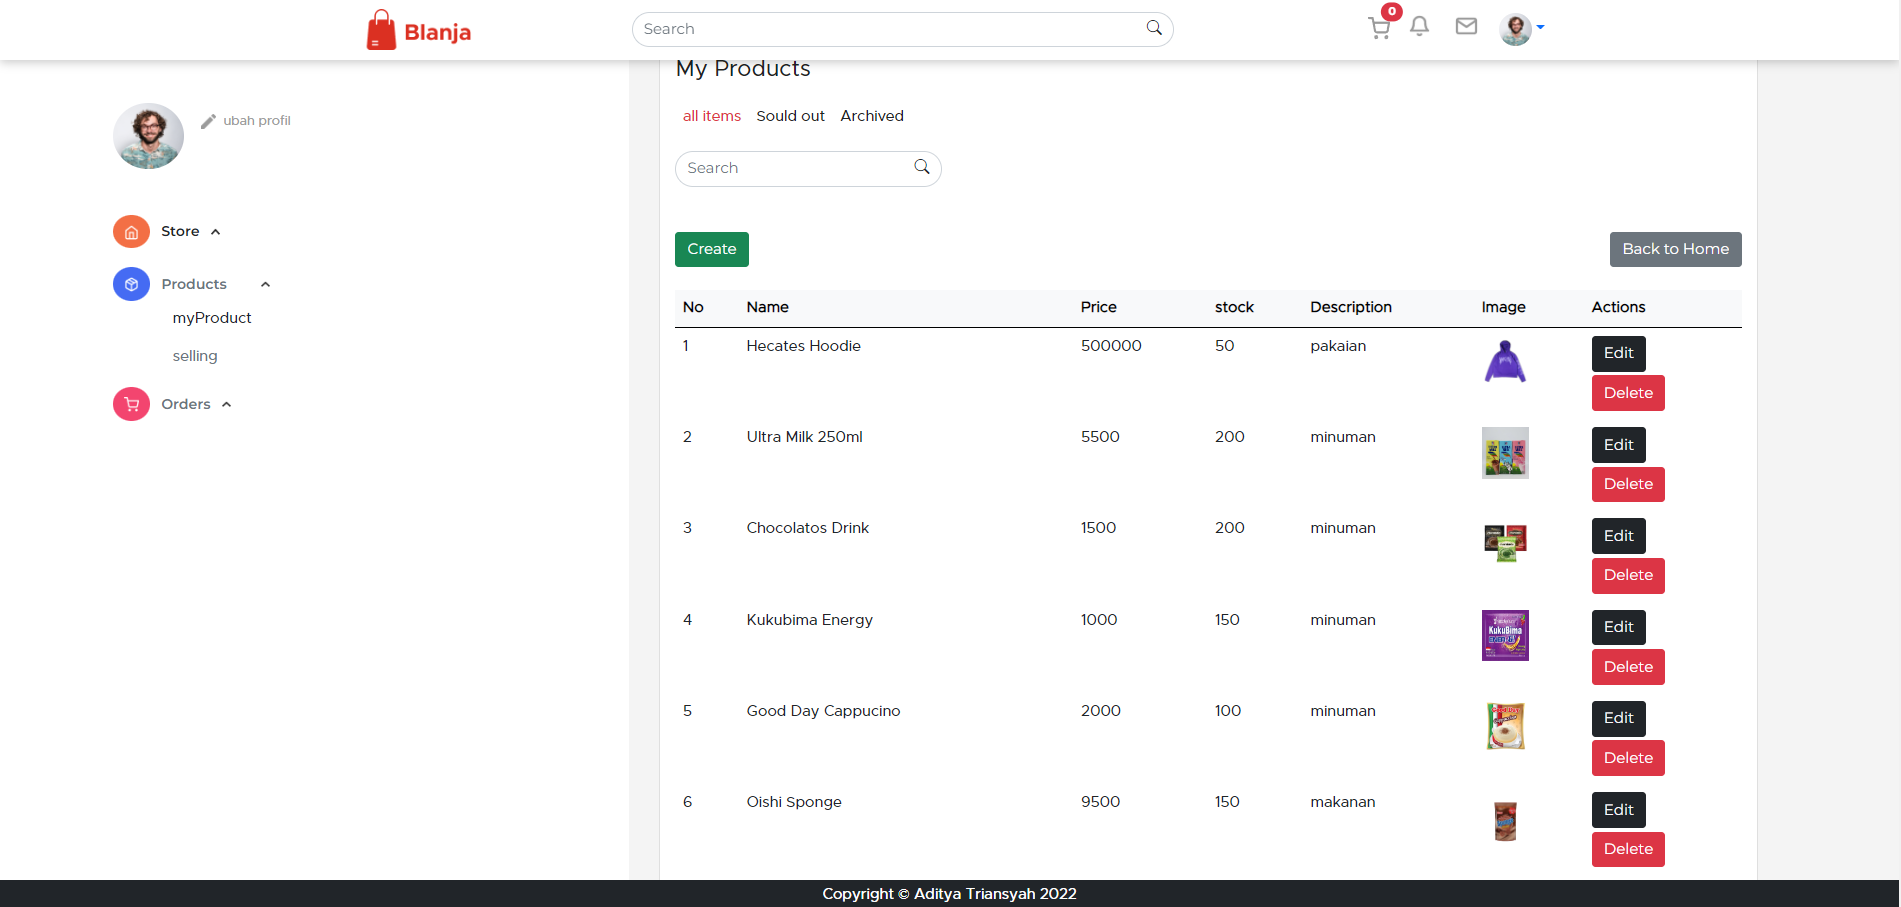 Blanja
Search
0
ubah profil
Store
Products
myProduct
selling
Orders
My Products
all items Sould out Archived
Search
Create Back to Home
No Name Price stock Description Image Actions
1 Hecates Hoodie 500000 50 pakaian Edit
Delete
2 Ultra Milk 250ml 5500 200 minuman Edit
Delete
3 Chocolatos Drink 1500 200 minuman Edit
Delete
4 Kukubima Energy 1000 150 minuman KukuBima Edit
Delete
5 Good Day Cappucino 2000 100 minuman Edit
Delete
6 Oishi Sponge 9500 150 makanan Edit
Delete
Copyright © Aditya Triansyah 2022